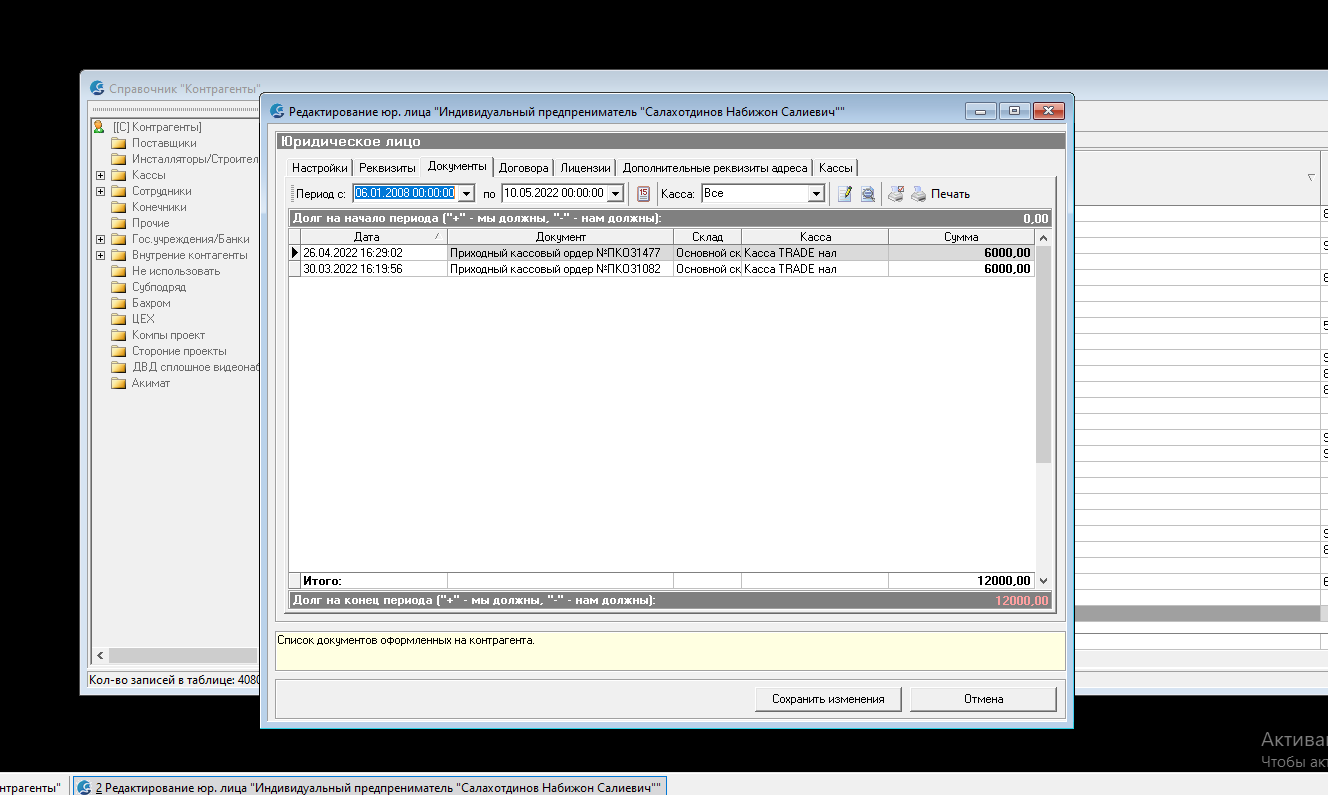 Справочник "Контрагенты"
[[C] Контрагенты]
Поставщики
Инсталляторы/Строител
Кассы
Сотрудники
Конечники
Прочие
Гос.учреждения/Банки
Внутрение контагенты
Не использовать
Субподряд
Бахром
ЦЕХ
Компы проект
Стороние проекты
ДВД сплошное видеонаб
Акимат
Кол-во записей в таблице: 4080
Редактирование юр. лица "Индивидуальный предприматель "Салахотдинов Набижон Салиевич""
Юридическое лицо
Настройки Реквизиты Документы Договора Лицензии Дополнительные реквизиты адреса Кассы
Период с: 06.01.2008 00:00:00 по 10.05.2022 00:00:00 15 Касса: Все Печать
Долг на начало периода ("+" - мы должны, "-" - нам должны): 0,00
Дата Документ Склад Касса Сумма
26.04.2022 16:29:02 Приходный кассовый ордер №ПКО31477 Основной ск Касса TRADE нал 6000,00
30.03.2022 16:19:56 Приходный кассовый ордер №ПКО31082 Основной ск Касса TRADE нал 6000,00
Итого: 12000,00
Долг на конец периода ("+" - мы должны, "-" - нам должны): 12000,00
Список документов оформленных на контрагента.
Сохранить изменения Отмена
Актива
Чтобы ак
нтрагенты" 2 Редактирование юр. лица "Индивидуальный предприматель "Салахотдинов Набижон Салиевич""